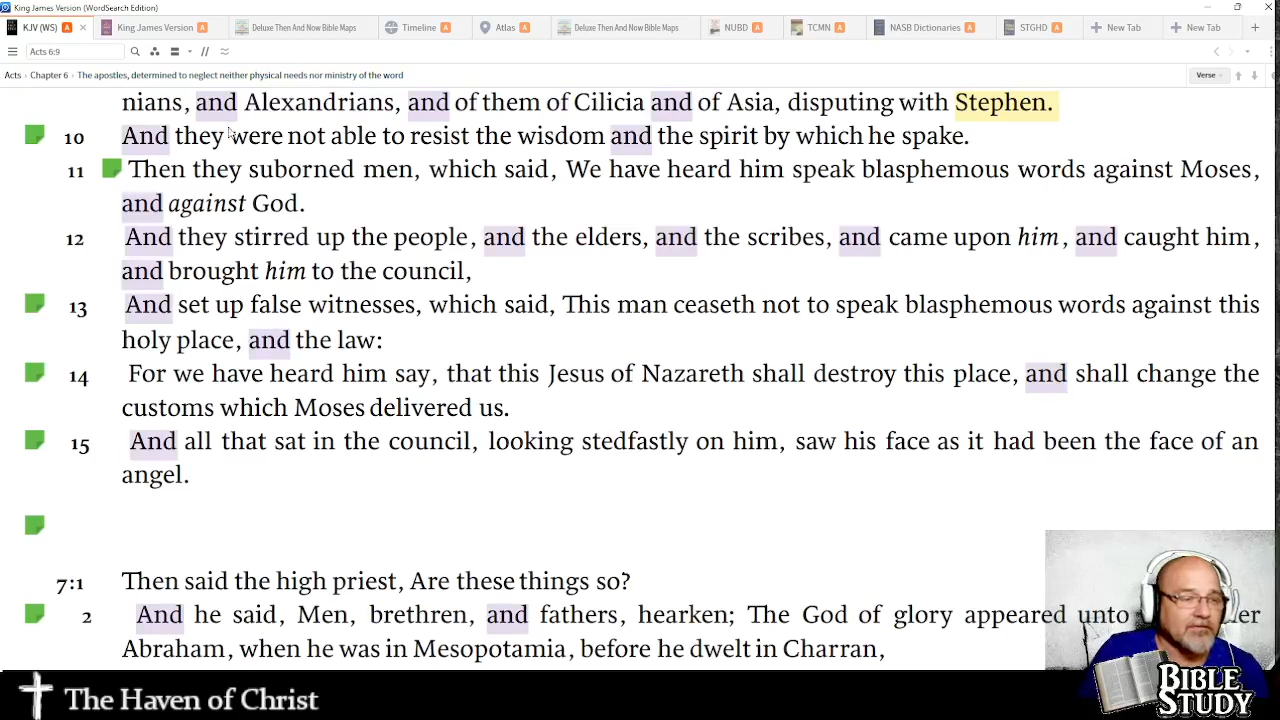 King James Version (WordSearch Edition)
KJV (WS) A × King James Version A Deluxe Then And Now Bible Maps Timeline A Atlas A Deluxe Then And Now Bible Maps NUBD A TCMN A NASB Dictionaries A STGHD A New Tab New Tab
Acts 6:9
Acts Chapter 6 The apostles, determined to neglect neither physical needs nor ministry of the word Verse
nians, and Alexandrians, and of them of Cilicia and of Asia, disputing with Stephen.
10 And they were not able to resist the wisdom and the spirit by which he spake.
11 Then they suborned men, which said, We have heard him speak blasphemous words against Moses,
and against God.
12 And they stirred up the people, and the elders, and the scribes, and came upon him, and caught him,
and brought him to the council,
13 And set up false witnesses, which said, This man ceaseth not to speak blasphemous words against this
holy place, and the law:
14 For we have heard him say, that this Jesus of Nazareth shall destroy this place, and shall change the
customs which Moses delivered us.
15 And all that sat in the council, looking stedfastly on him, saw his face as it had been the face of an
angel.
7:1 Then said the high priest, Are these things so?
2 And he said, Men, brethren, and fathers, hearken; The God of glory appeared unto
Abraham, when he was in Mesopotamia, before he dwelt in Charran,
The Haven of Christ
BIBLE
STUDY